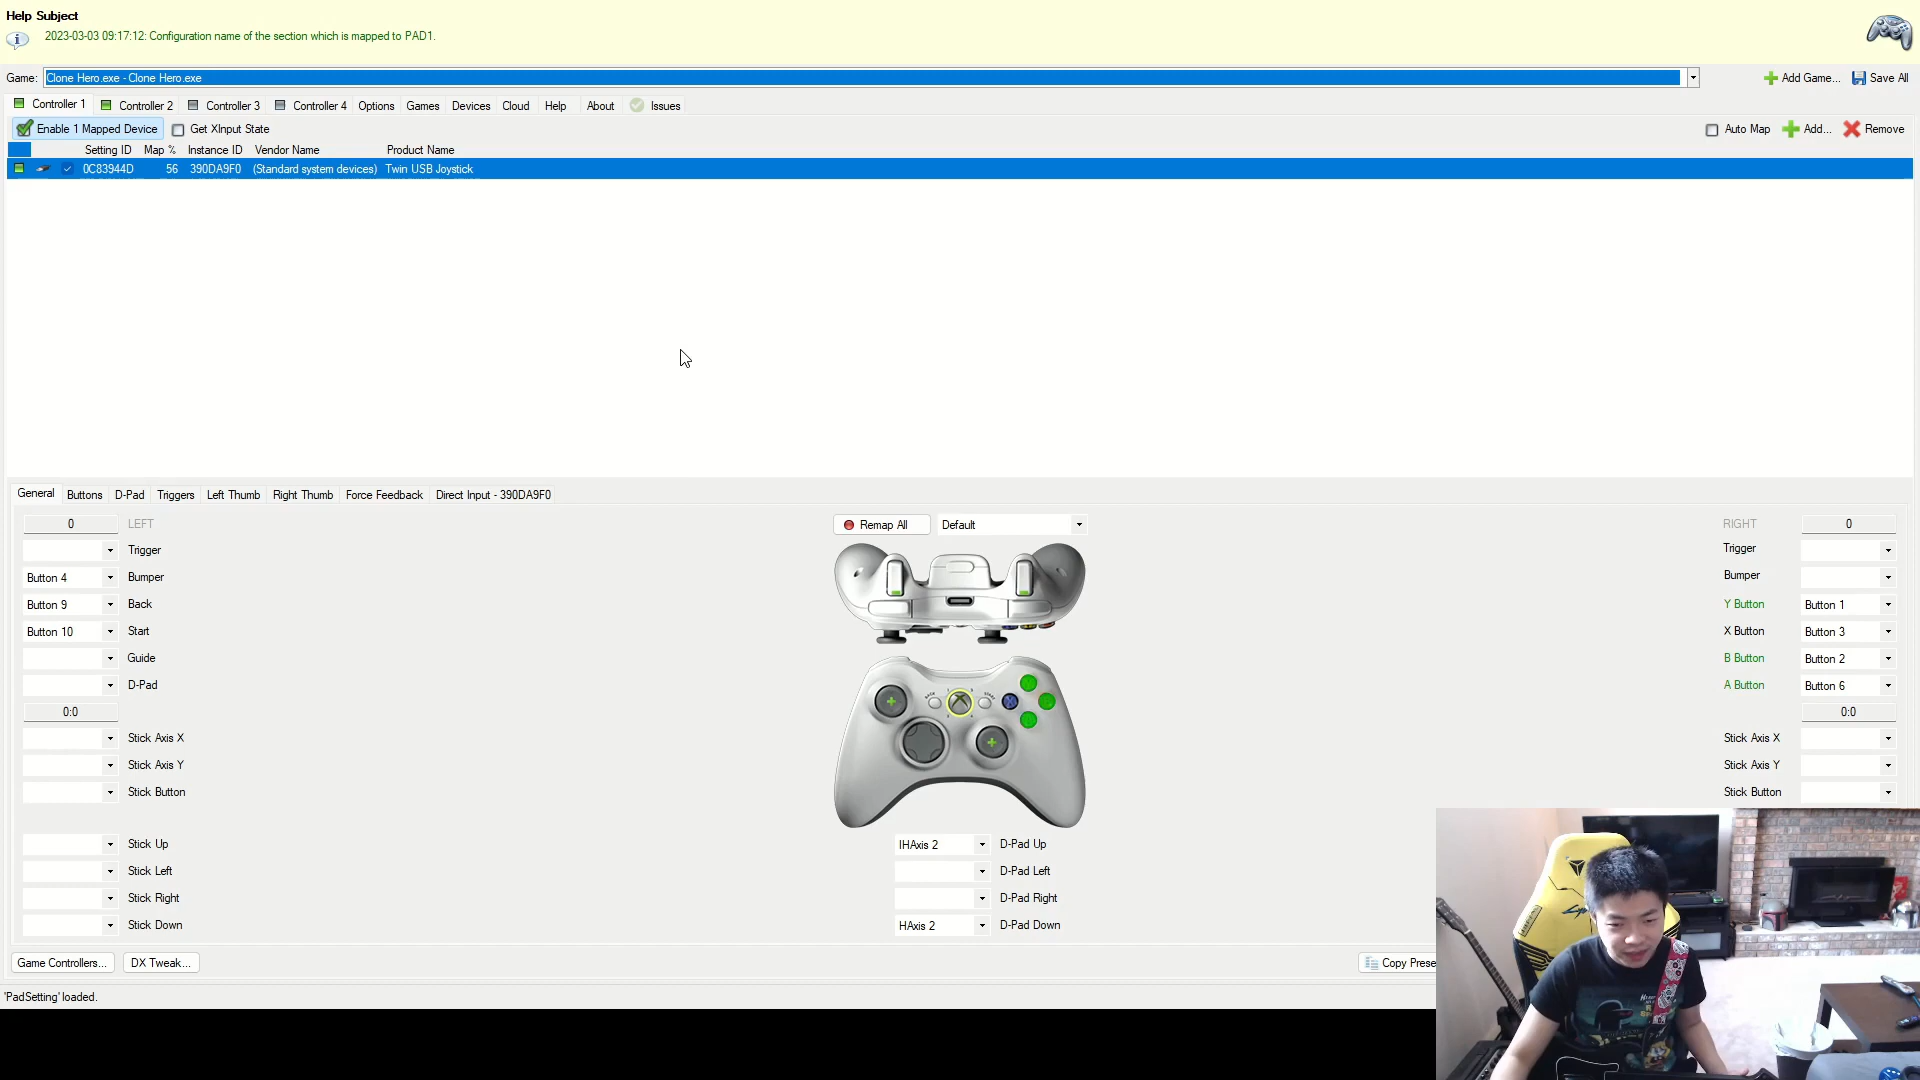 Help Subject
2023-03-03 09:17:12: Configuration name of the section which is mapped to PAD1.
Game: Clone Hero.exe - Clone Hero.exe Add Game... Save All
Controller 1 Controller 2 Controller 3 Controller 4 Options Games Devices Cloud Help About Issues
Enable 1 Mapped Device Get XInput State Auto Map Add... Remove
Setting ID Map % Instance ID Vendor Name Product Name
0C83944D 56 390DA9F0 (Standard system devices) Twin USB Joystick
General Buttons D-Pad Triggers Left Thumb Right Thumb Force Feedback Direct Input - 390DA9F0
0 LEFT Remap All Default RIGHT 0
Trigger Trigger
Button 4 Bumper Bumper
Button 9 Back Y Button Button 1
Button 10 Start X Button Button 3
Guide B Button Button 2
D-Pad A Button Button 6
0:0 0:0
Stick Axis X Stick Axis X
Stick Axis Y Stick Axis Y
Stick Button Stick Button
Stick Up IHAxis 2 D-Pad Up
Stick Left D-Pad Left
Stick Right D-Pad Right
Stick Down HAxis 2 D-Pad Down
Game Controllers... DX Tweak... Copy Prese
'PadSetting' loaded.